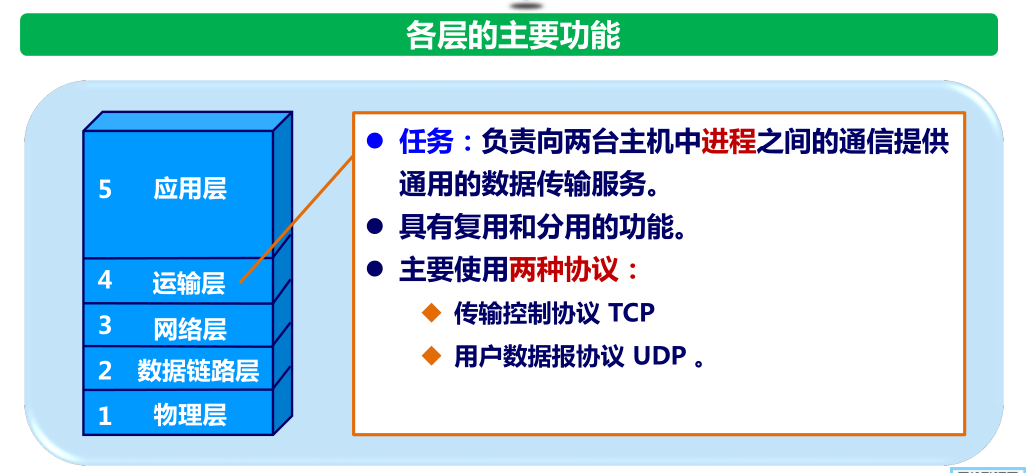 各层的主要功能
5 应用层
4 运输层
3 网络层
2 数据链路层
1 物理层
● 任务：负责向两台主机中进程之间的通信提供
通用的数据传输服务。
● 具有复用和分用的功能。
● 主要使用两种协议：
◆ 传输控制协议 TCP
◆ 用户数据报协议 UDP 。